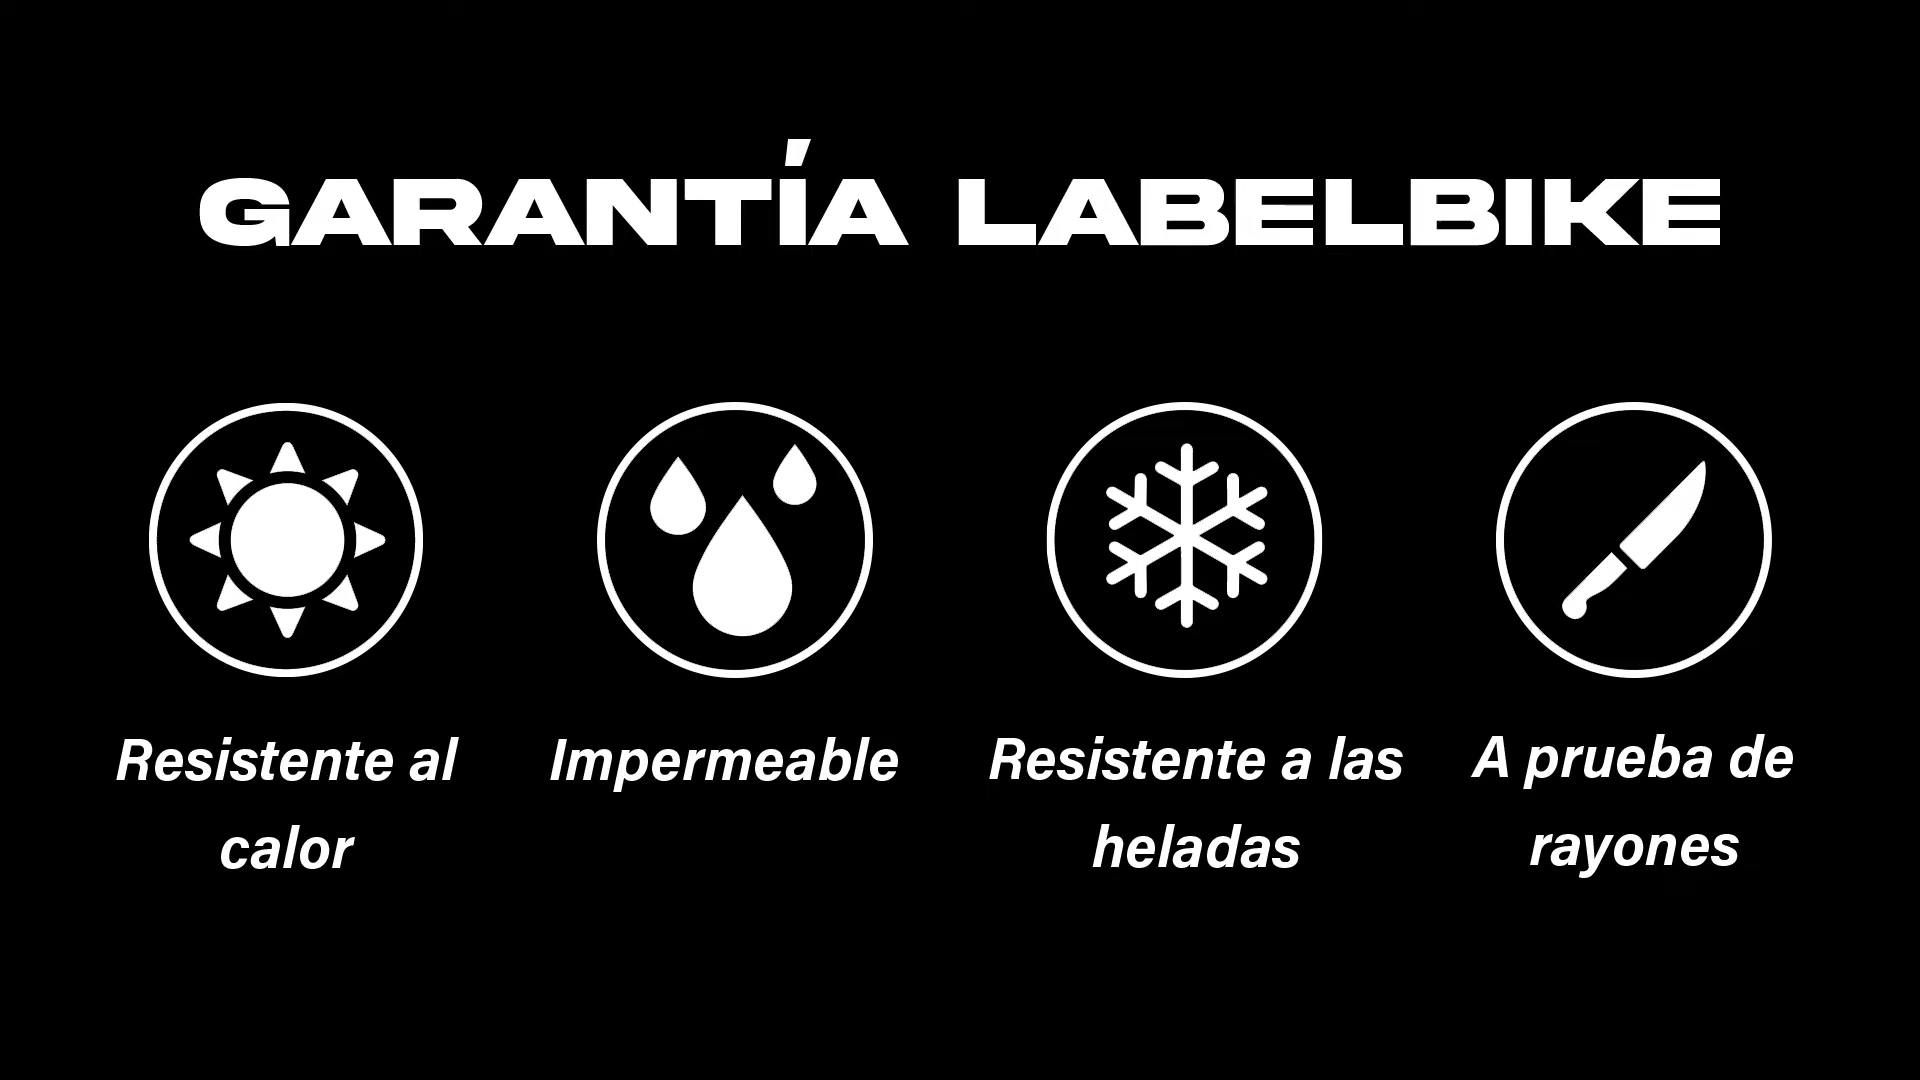 GARANTÍA LABELBIKE
Resistente al
calor
Impermeable
Resistente a las
heladas
A prueba de
rayones